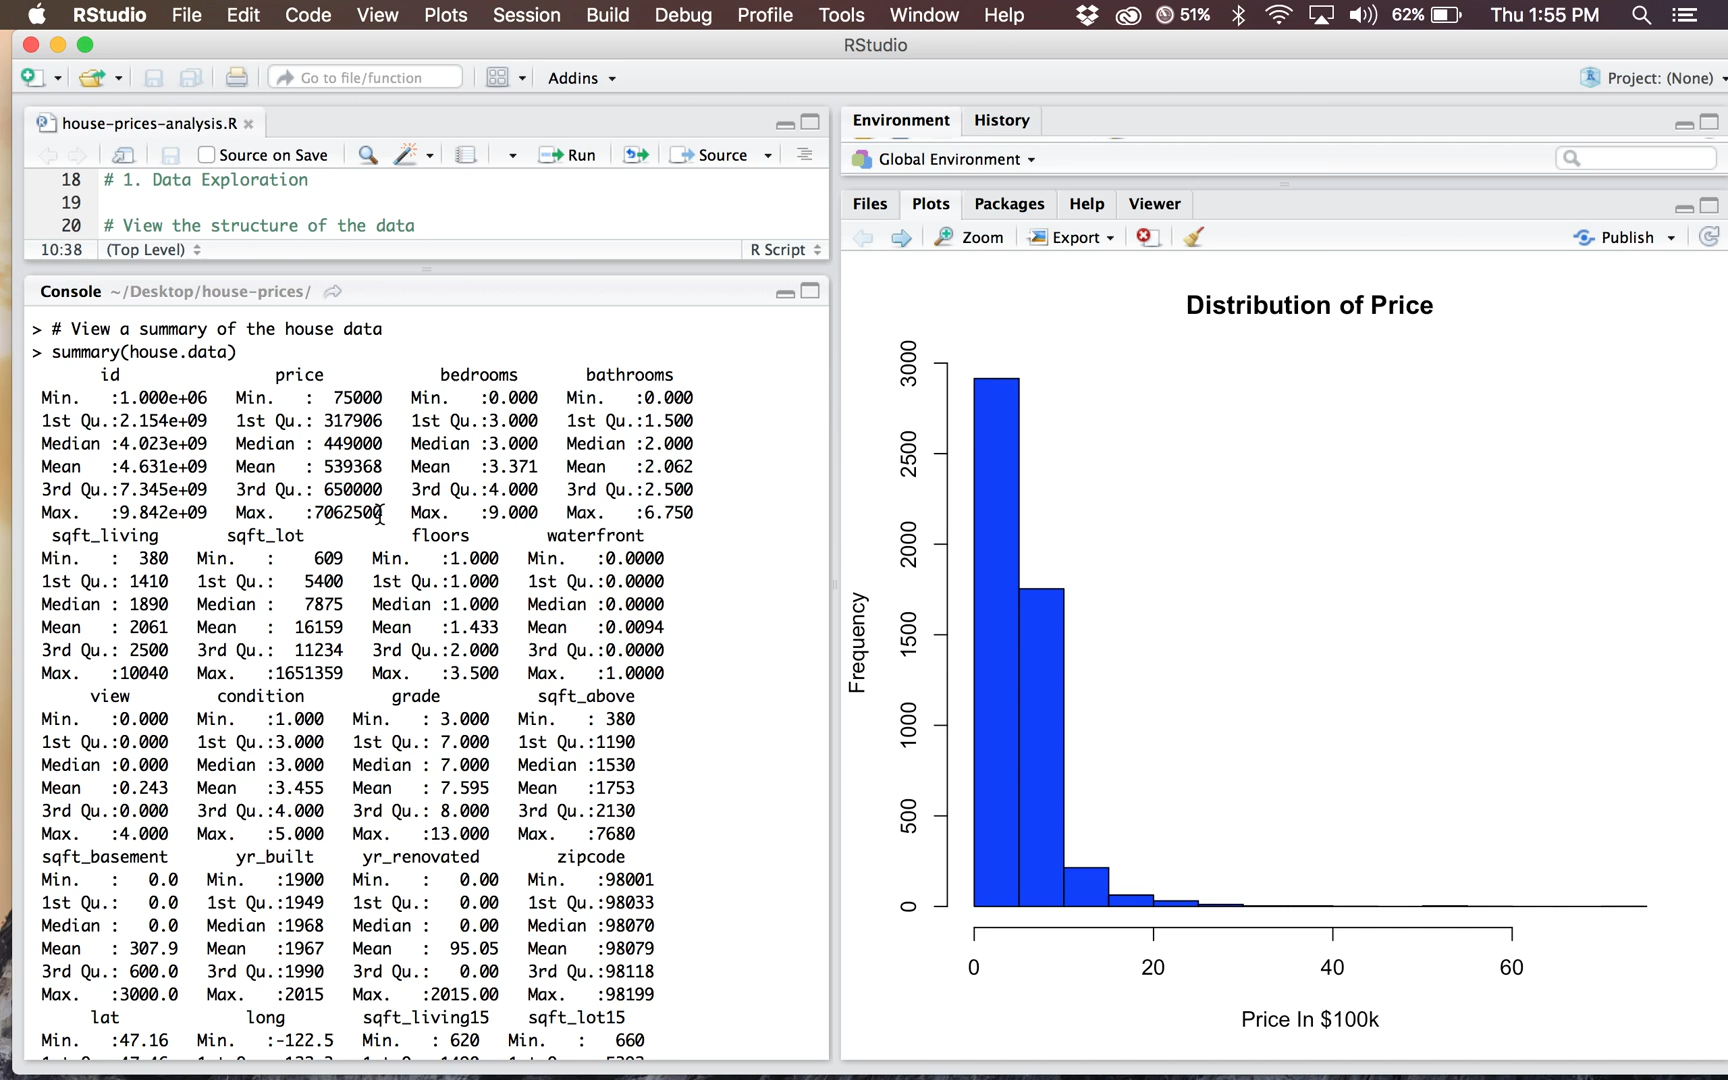 RStudio File Edit Code View Plots Session Build Debug Profile Tools Window Help 51% 62% Thu 1:55 PM
RStudio
Go to file/function Addins Project: (None)
house-prices-analysis.R
Source on Save Run Source
18 # 1. Data Exploration
19
20 # View the structure of the data
10:38 (Top Level) R Script
Console ~/Desktop/house-prices/
> # View a summary of the house data
> summary(house.data)
id price bedrooms bathrooms
Min. :1.000e+06 Min. : 75000 Min. :0.000 Min. :0.000
1st Qu.:2.154e+09 1st Qu.: 317906 1st Qu.:3.000 1st Qu.:1.500
Median :4.023e+09 Median : 449000 Median :3.000 Median :2.000
Mean :4.631e+09 Mean : 539368 Mean :3.371 Mean :2.062
3rd Qu.:7.345e+09 3rd Qu.: 650000 3rd Qu.:4.000 3rd Qu.:2.500
Max. :9.842e+09 Max. :7062500 Max. :9.000 Max. :6.750
sqft_living sqft_lot floors waterfront
Min. : 380 Min. : 609 Min. :1.000 Min. :0.0000
1st Qu.: 1410 1st Qu.: 5400 1st Qu.:1.000 1st Qu.:0.0000
Median : 1890 Median : 7875 Median :1.000 Median :0.0000
Mean : 2061 Mean : 16159 Mean :1.433 Mean :0.0094
3rd Qu.: 2500 3rd Qu.: 11234 3rd Qu.:2.000 3rd Qu.:0.0000
Max. :10040 Max. :1651359 Max. :3.500 Max. :1.0000
view condition grade sqft_above
Min. :0.000 Min. :1.000 Min. : 3.000 Min. : 380
1st Qu.:0.000 1st Qu.:3.000 1st Qu.: 7.000 1st Qu.:1190
Median :0.000 Median :3.000 Median : 7.000 Median :1530
Mean :0.243 Mean :3.455 Mean : 7.595 Mean :1753
3rd Qu.:0.000 3rd Qu.:4.000 3rd Qu.: 8.000 3rd Qu.:2130
Max. :4.000 Max. :5.000 Max. :13.000 Max. :7680
sqft_basement yr_built yr_renovated zipcode
Min. : 0.0 Min. :1900 Min. : 0.00 Min. :98001
1st Qu.: 0.0 1st Qu.:1949 1st Qu.: 0.00 1st Qu.:98033
Median : 0.0 Median :1968 Median : 0.00 Median :98070
Mean : 307.9 Mean :1967 Mean : 95.05 Mean :98079
3rd Qu.: 600.0 3rd Qu.:1990 3rd Qu.: 0.00 3rd Qu.:98118
Max. :3000.0 Max. :2015 Max. :2015.00 Max. :98199
lat long sqft_living15 sqft_lot15
Min. :47.16 Min. :-122.5 Min. : 620 Min. : 660
Environment History
Global Environment
Files Plots Packages Help Viewer
Zoom Export Publish
Distribution of Price
Frequency
3000
2500
2000
1500
1000
500
0
0 20 40 60
Price In $100k